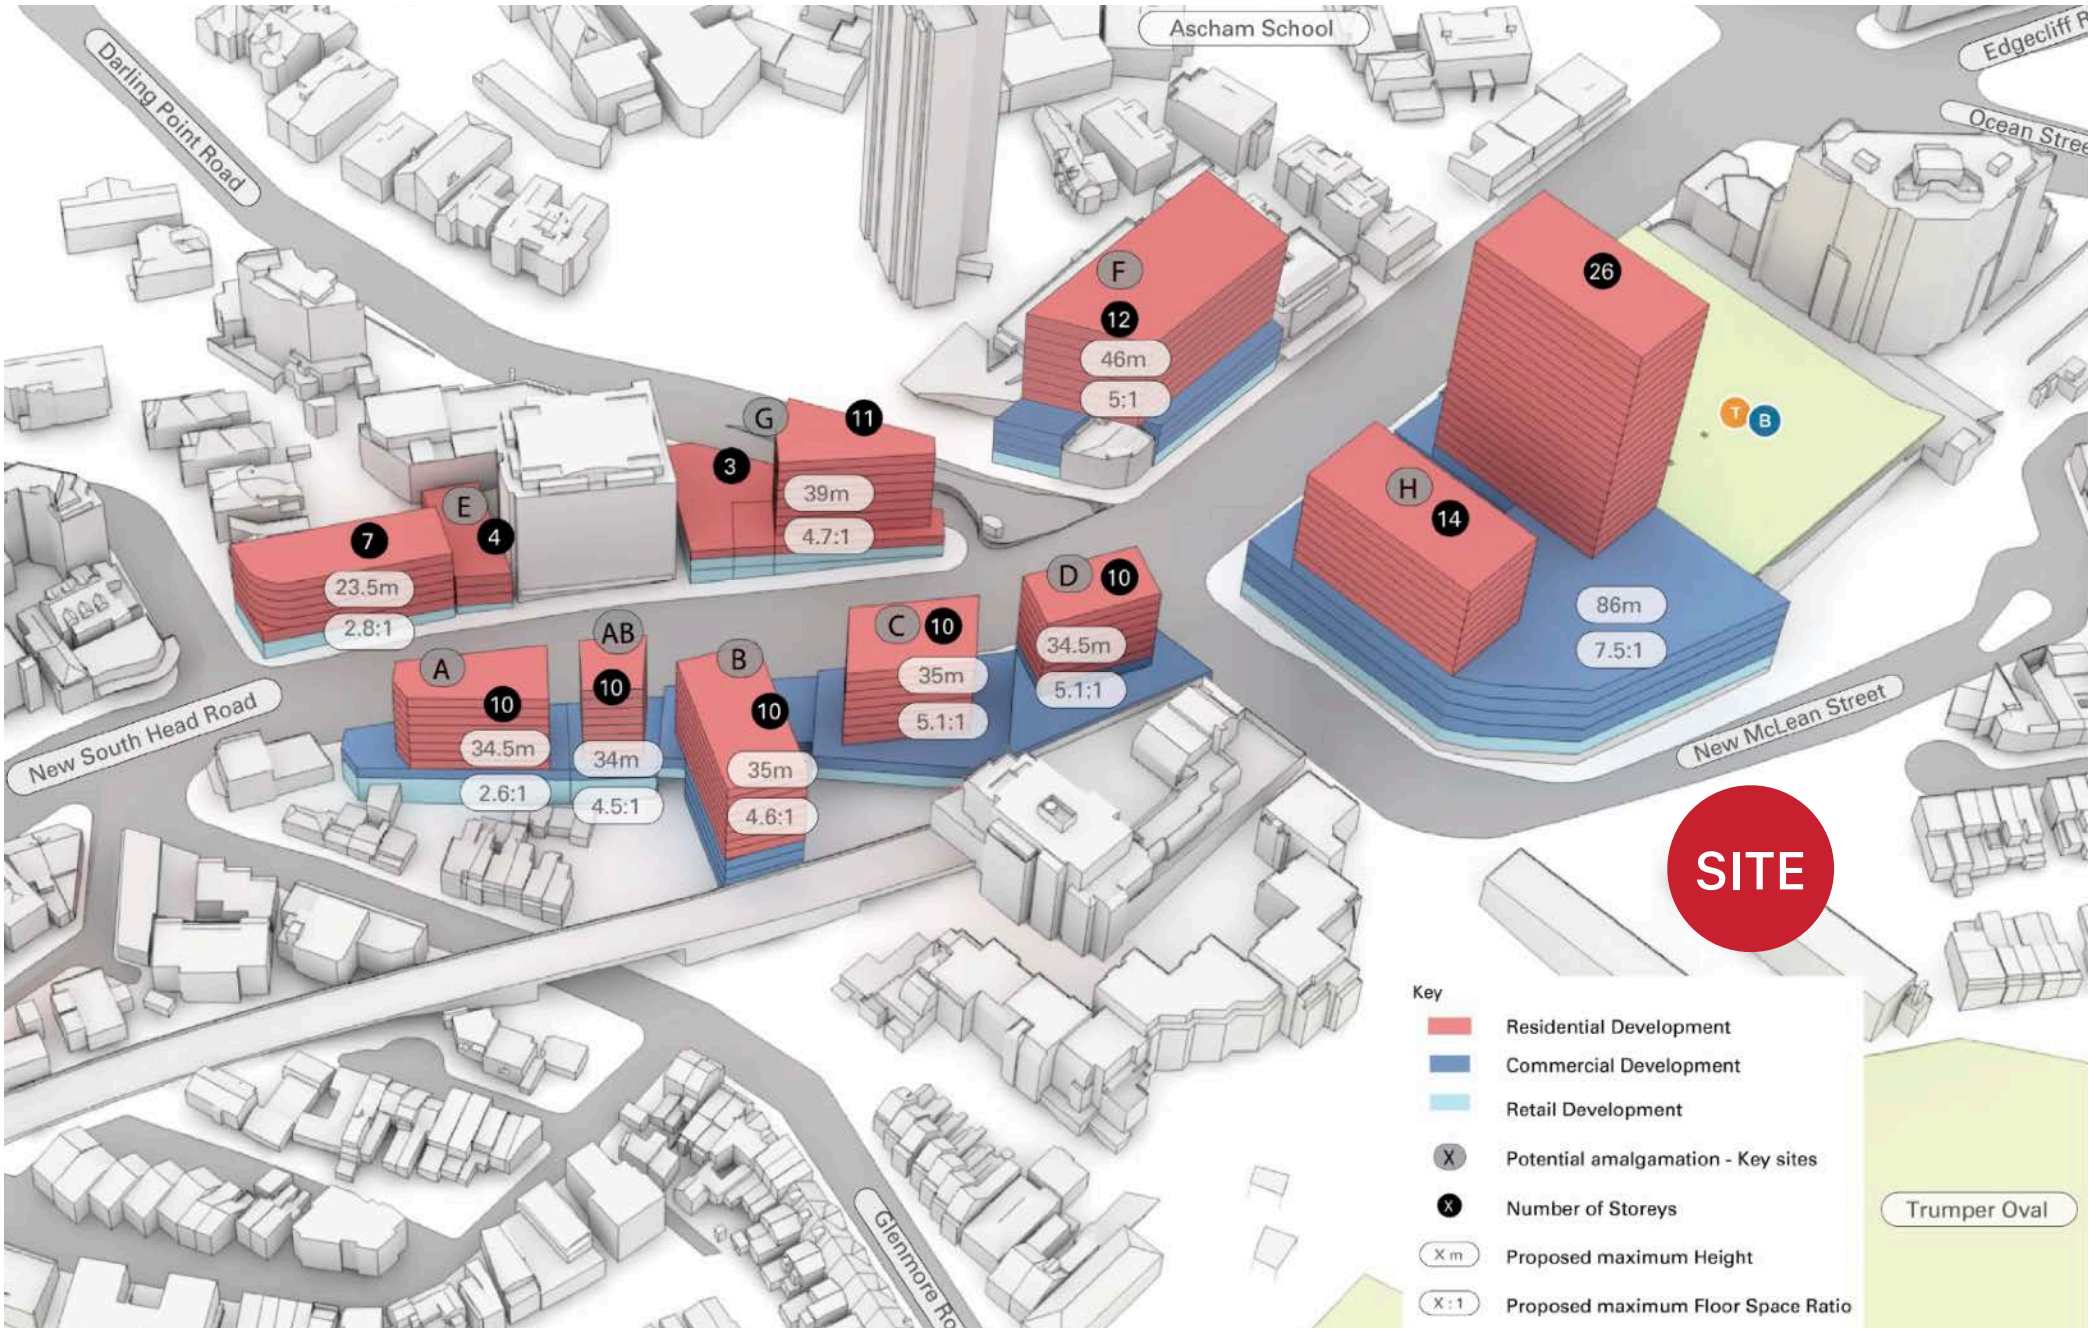 Ascham School
Edgecliff R
Darling Point Road
Ocean Stree
F
12
46m
5:1
26
T
B
G
11
3
39m
4.7:1
H
14
E
7
4
23.5m
2.8:1
D
10
34.5m
5.1:1
86m
7.5:1
C
10
35m
5.1:1
AB
10
34m
4.5:1
A
10
34.5m
2.6:1
B
10
35m
4.6:1
New South Head Road
New McLean Street
SITE
Key
Residential Development
Commercial Development
Retail Development
X Potential amalgamation - Key sites
X Number of Storeys
X m Proposed maximum Height
X : 1 Proposed maximum Floor Space Ratio
Trumper Oval
Glenmore Ro